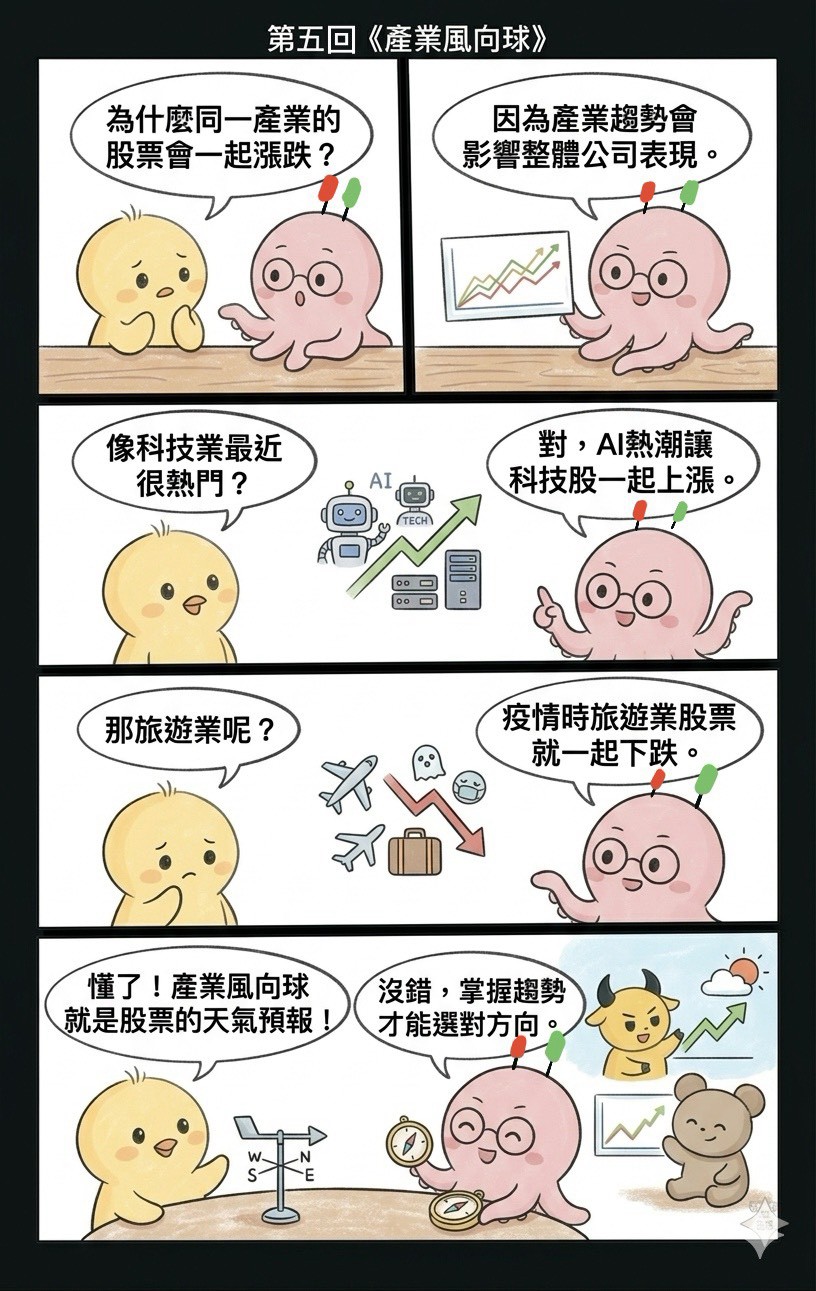 第五回《產業風向球》
為什麼同一產業的
股票會一起漲跌？
因為產業趨勢會
影響整體公司表現。
像科技業最近
很熱門？
AI
TECH
對，AI熱潮讓
科技股一起上漲。
那旅遊業呢？
疫情時旅遊業股票
就一起下跌。
懂了！產業風向球
就是股票的天氣預報！
W N
S E
沒錯，掌握趨勢
才能選對方向。